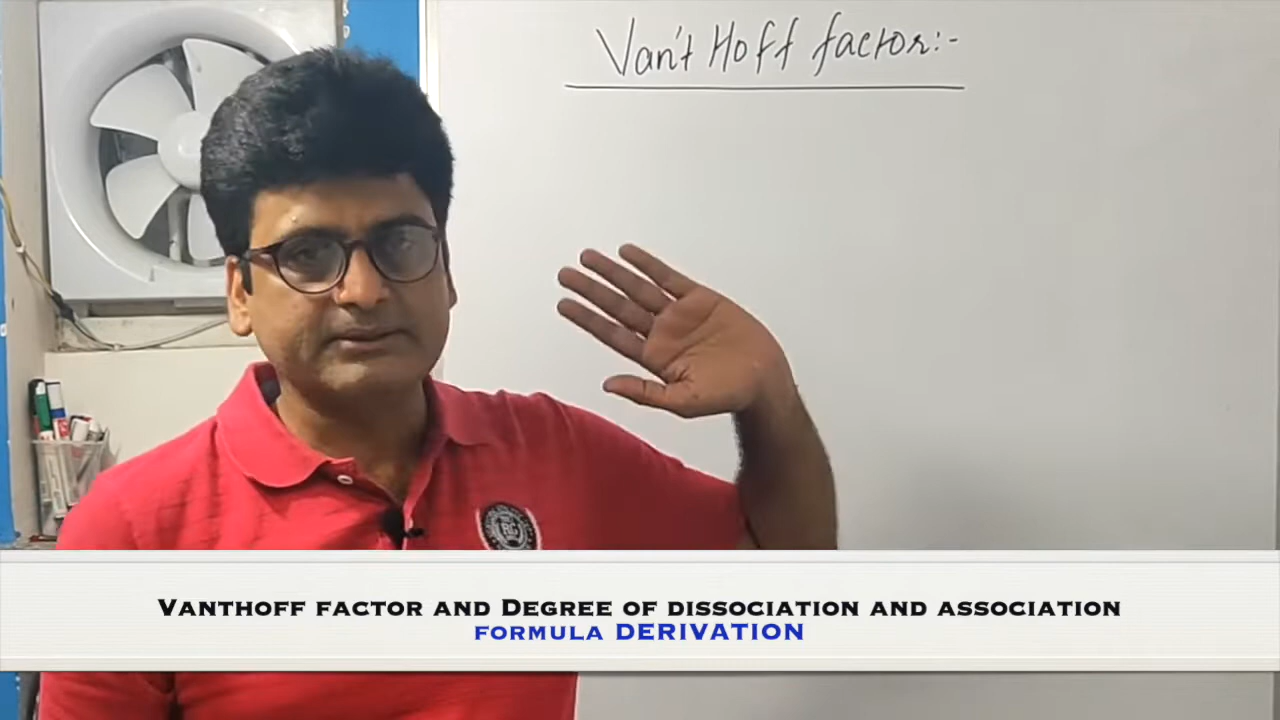 Van't Hoff factor:-
VANTHOFF FACTOR AND DEGREE OF DISSOCIATION AND ASSOCIATION
FORMULA DERIVATION